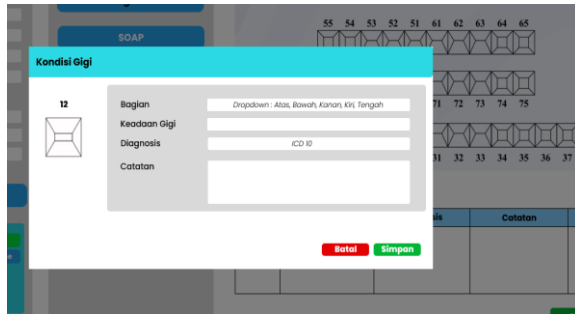 55 54 53 52 51 61 62 63 64 65
SOAP
Kondisi Gigi
12
Bagian
Dropdown : Atas, Bawah, Kanan, Kiri, Tengah
Keadaan Gigi
Diagnosis
ICD 10
Catatan
71 72 73 74 75
31 32 33 34 35 36 37
sis
Catatan
Batal
Simpan